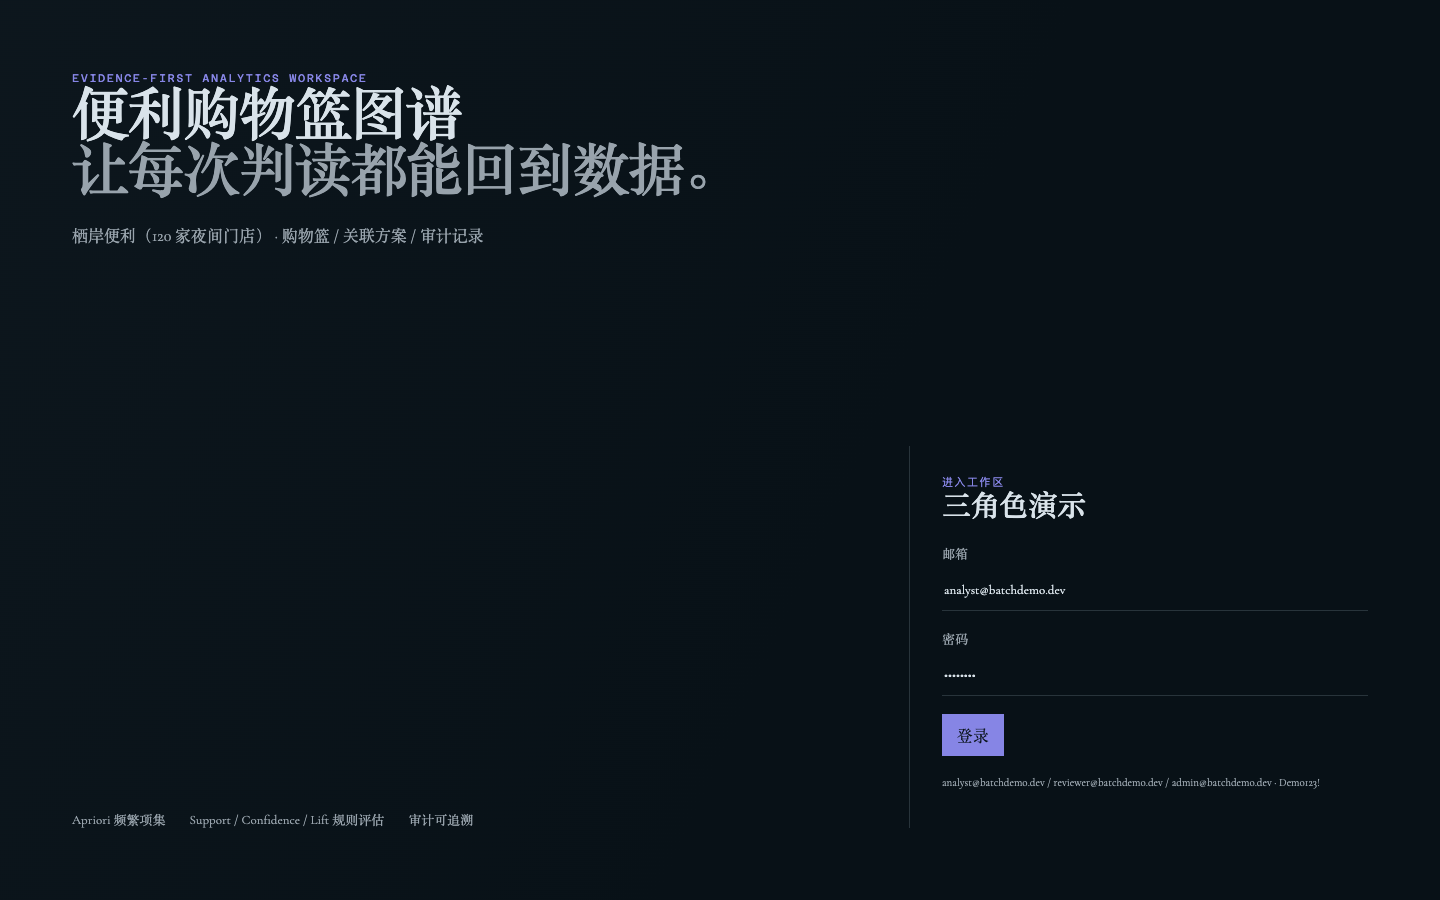 EVIDENCE-FIRST ANALYTICS WORKSPACE
便利购物篮图谱
让每次判读都能回到数据。
栖岸便利（120 家夜间门店） · 购物篮 / 关联方案 / 审计记录
进入工作区
三角色演示
邮箱
analyst@batchdemo.dev
密码
••••••••
登录
analyst@batchdemo.dev / reviewer@batchdemo.dev / admin@batchdemo.dev · Demo123!
Apriori 频繁项集 Support / Confidence / Lift 规则评估 审计可追溯